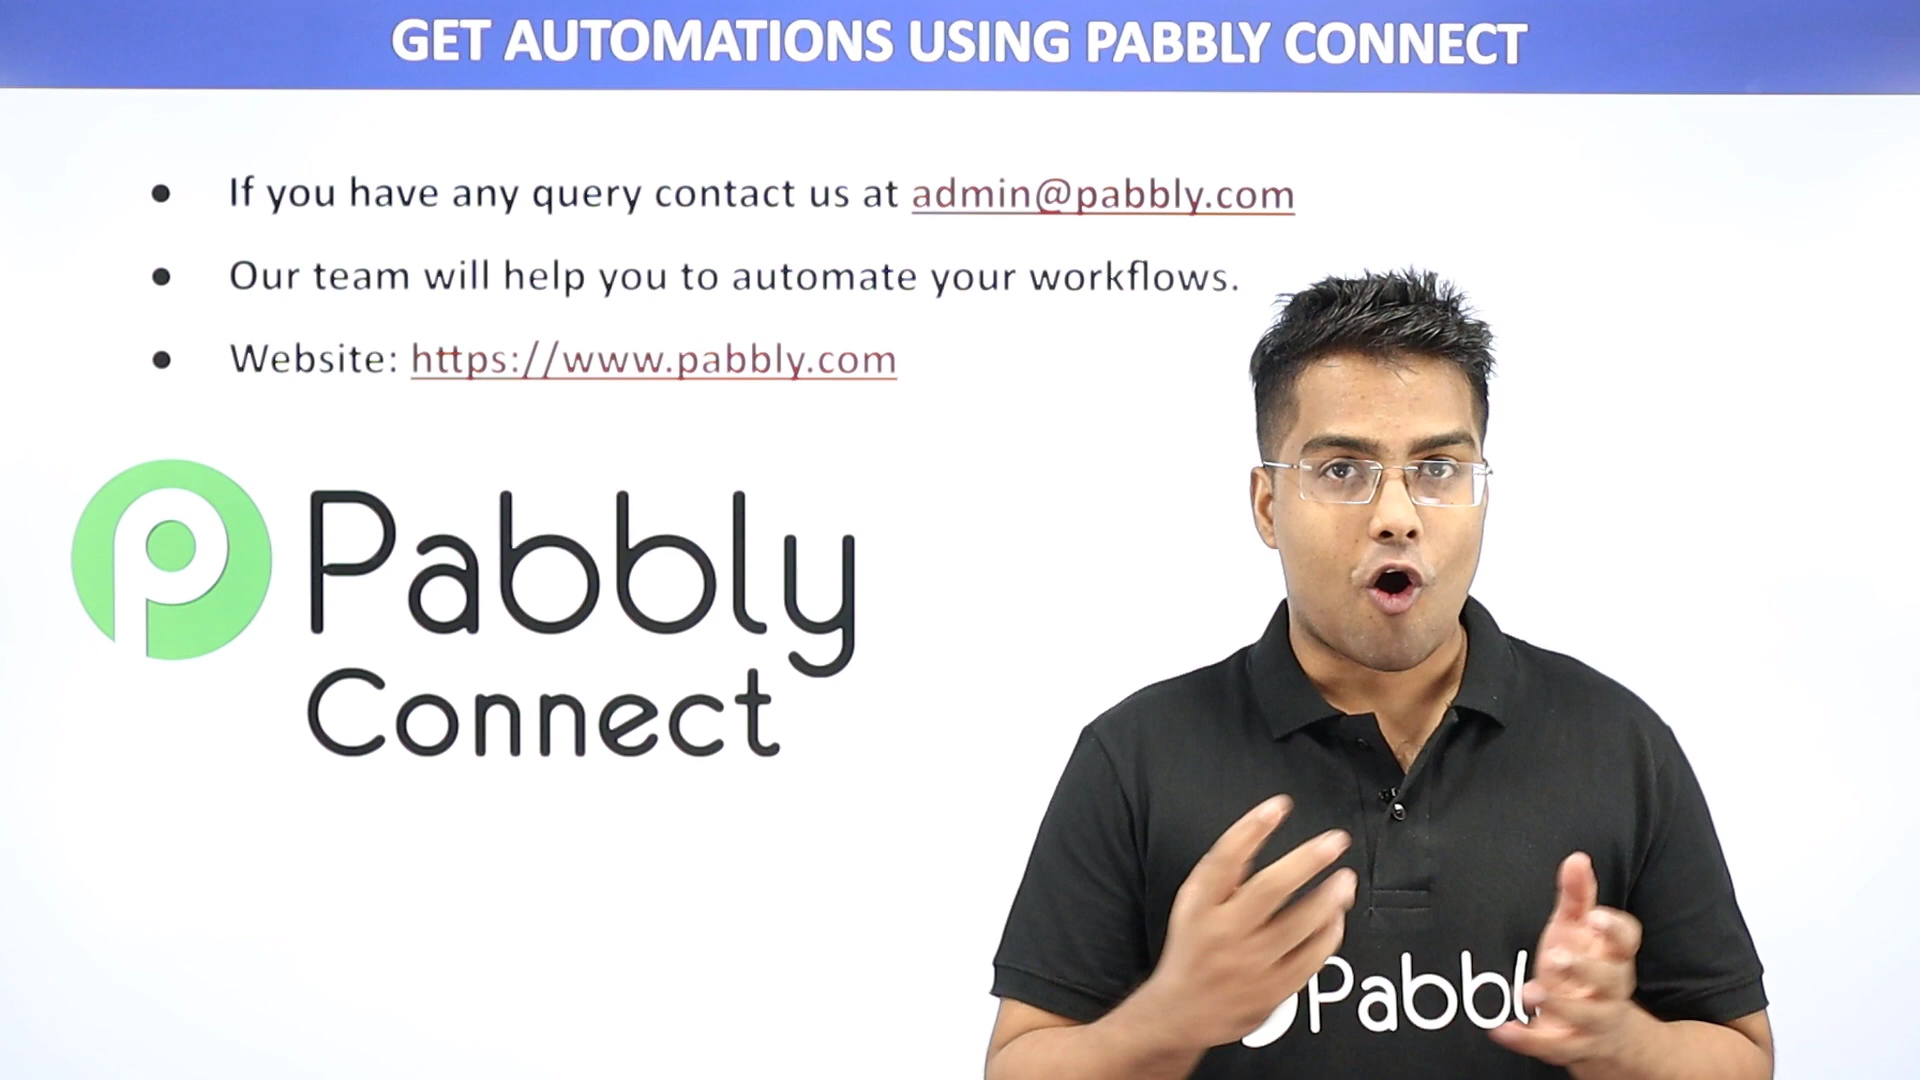 GET AUTOMATIONS USING PABBLY CONNECT
If you have any query contact us at admin@pabbly.com
Our team will help you to automate your workflows.
Website: https://www.pabbly.com
Pabbly
Connect
Pabbl